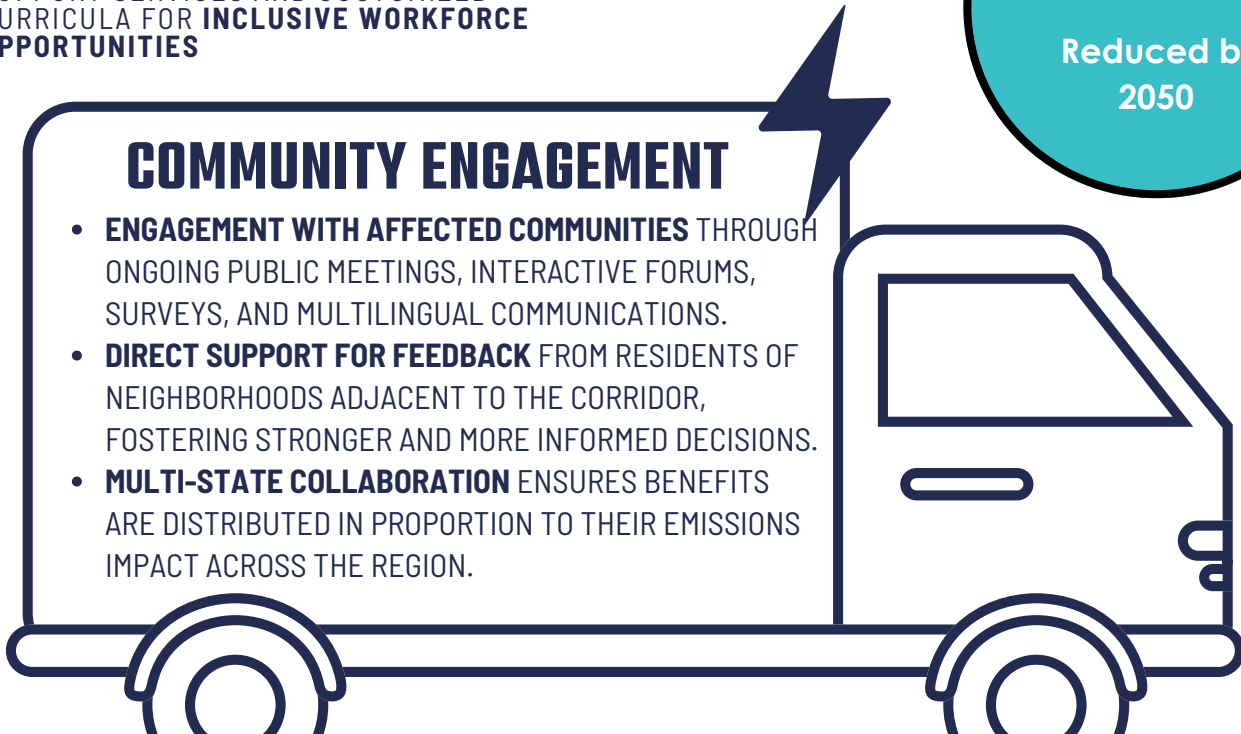 URRICULA FOR INCLUSIVE WORKFORCE
PPORTUNITIES
Reduced b
2050
COMMUNITY ENGAGEMENT
• ENGAGEMENT WITH AFFECTED COMMUNITIES THROUGH
ONGOING PUBLIC MEETINGS, INTERACTIVE FORUMS,
SURVEYS, AND MULTILINGUAL COMMUNICATIONS.
• DIRECT SUPPORT FOR FEEDBACK FROM RESIDENTS OF
NEIGHBORHOODS ADJACENT TO THE CORRIDOR,
FOSTERING STRONGER AND MORE INFORMED DECISIONS.
• MULTI-STATE COLLABORATION ENSURES BENEFITS
ARE DISTRIBUTED IN PROPORTION TO THEIR EMISSIONS
IMPACT ACROSS THE REGION.